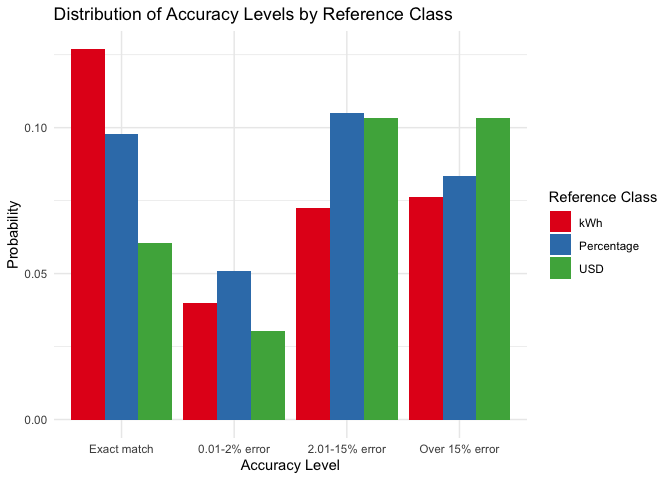 Distribution of Accuracy Levels by Reference Class
Probability
0.10
0.05
0.00
Exact match
0.01-2% error
2.01-15% error
Over 15% error
Accuracy Level
Reference Class
kWh
Percentage
USD